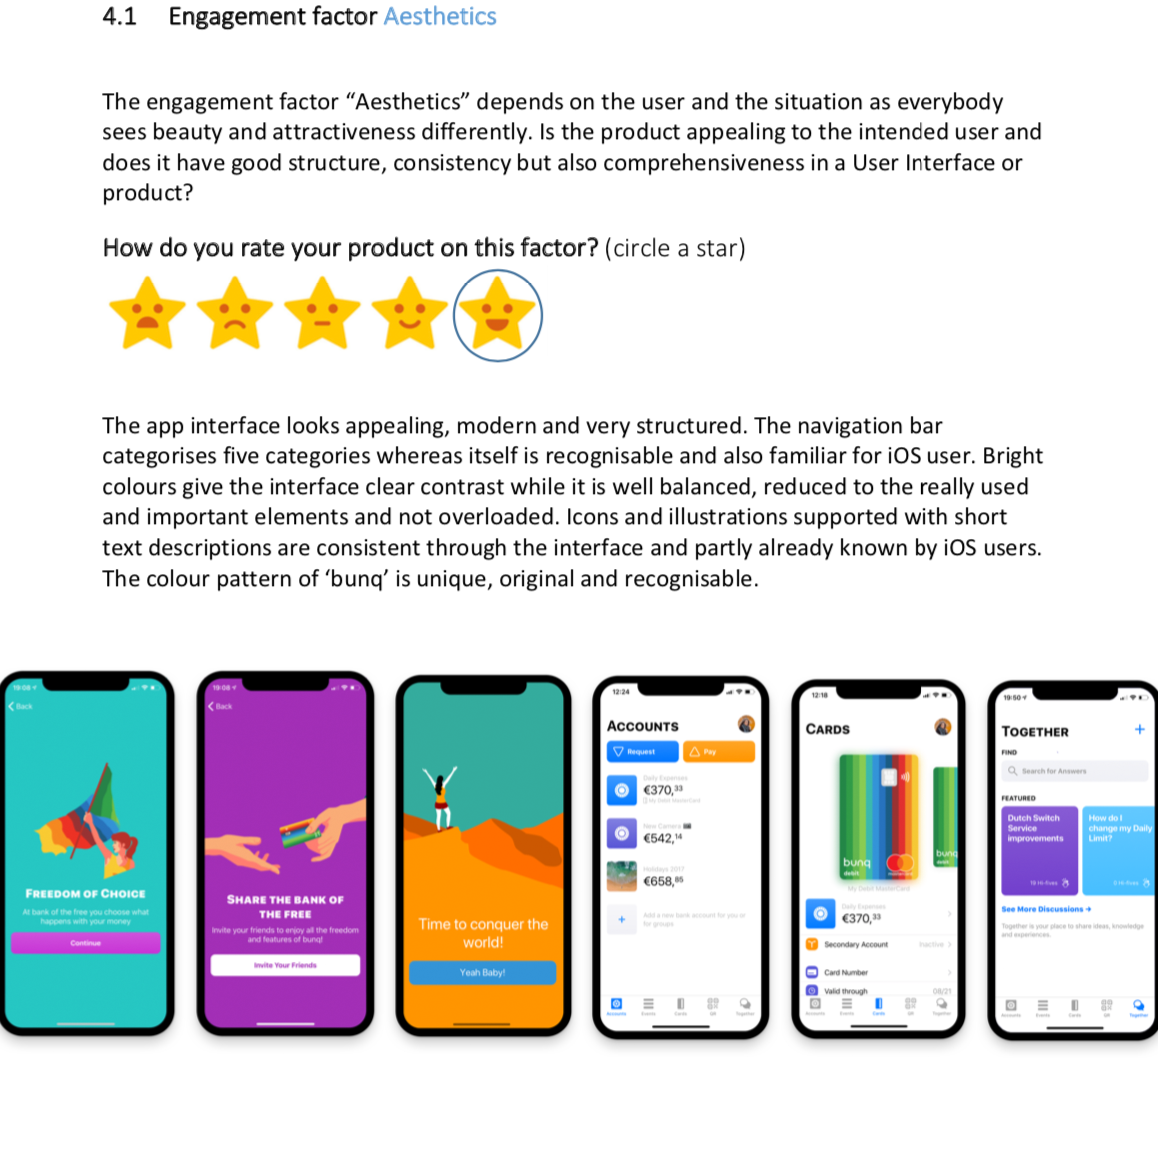 4.1 Engagement factor Aesthetics
The engagement factor “Aesthetics” depends on the user and the situation as everybody
sees beauty and attractiveness differently. Is the product appealing to the intended user and
does it have good structure, consistency but also comprehensiveness in a User Interface or
product?
How do you rate your product on this factor? (circle a star)
The app interface looks appealing, modern and very structured. The navigation bar
categorises five categories whereas itself is recognisable and also familiar for iOS user. Bright
colours give the interface clear contrast while it is well balanced, reduced to the really used
and important elements and not overloaded. Icons and illustrations supported with short
text descriptions are consistent through the interface and partly already known by iOS users.
The colour pattern of ‘bunq’ is unique, original and recognisable.
19:08
Back
FREEDOM OF CHOICE
At bank of the free you choose what
happens with your money
Continue
19:08
Back
SHARE THE BANK OF
THE FREE
Invite your friends to enjoy all the freedom
and features of bunq!
Invite Your Friends
Time to conquer the
world!
Yeah Baby!
12:24
ACCOUNTS
Request
Pay
Daily Expenses
€370,33
My Debit MasterCard
New Camera
€542,14
Holidays 2017
€658,85
Add a new bank account for you or
for groups
Accounts Events Cards QR Together
12:18
CARDS
bunq
debit
bunq
debit
My Debit MasterCard
Daily Expenses
€370,33
Secondary Account Inactive
Card Number
Valid through 08/21
Accounts Events Cards QR Together
19:50
TOGETHER
FIND
Search for Answers
FEATURED
Dutch Switch
Service
improvements
How do I
change my Daily
Limit?
See More Discussions →
Together is your place to share ideas, knowledge
and experiences.
Accounts Events Cards QR Together